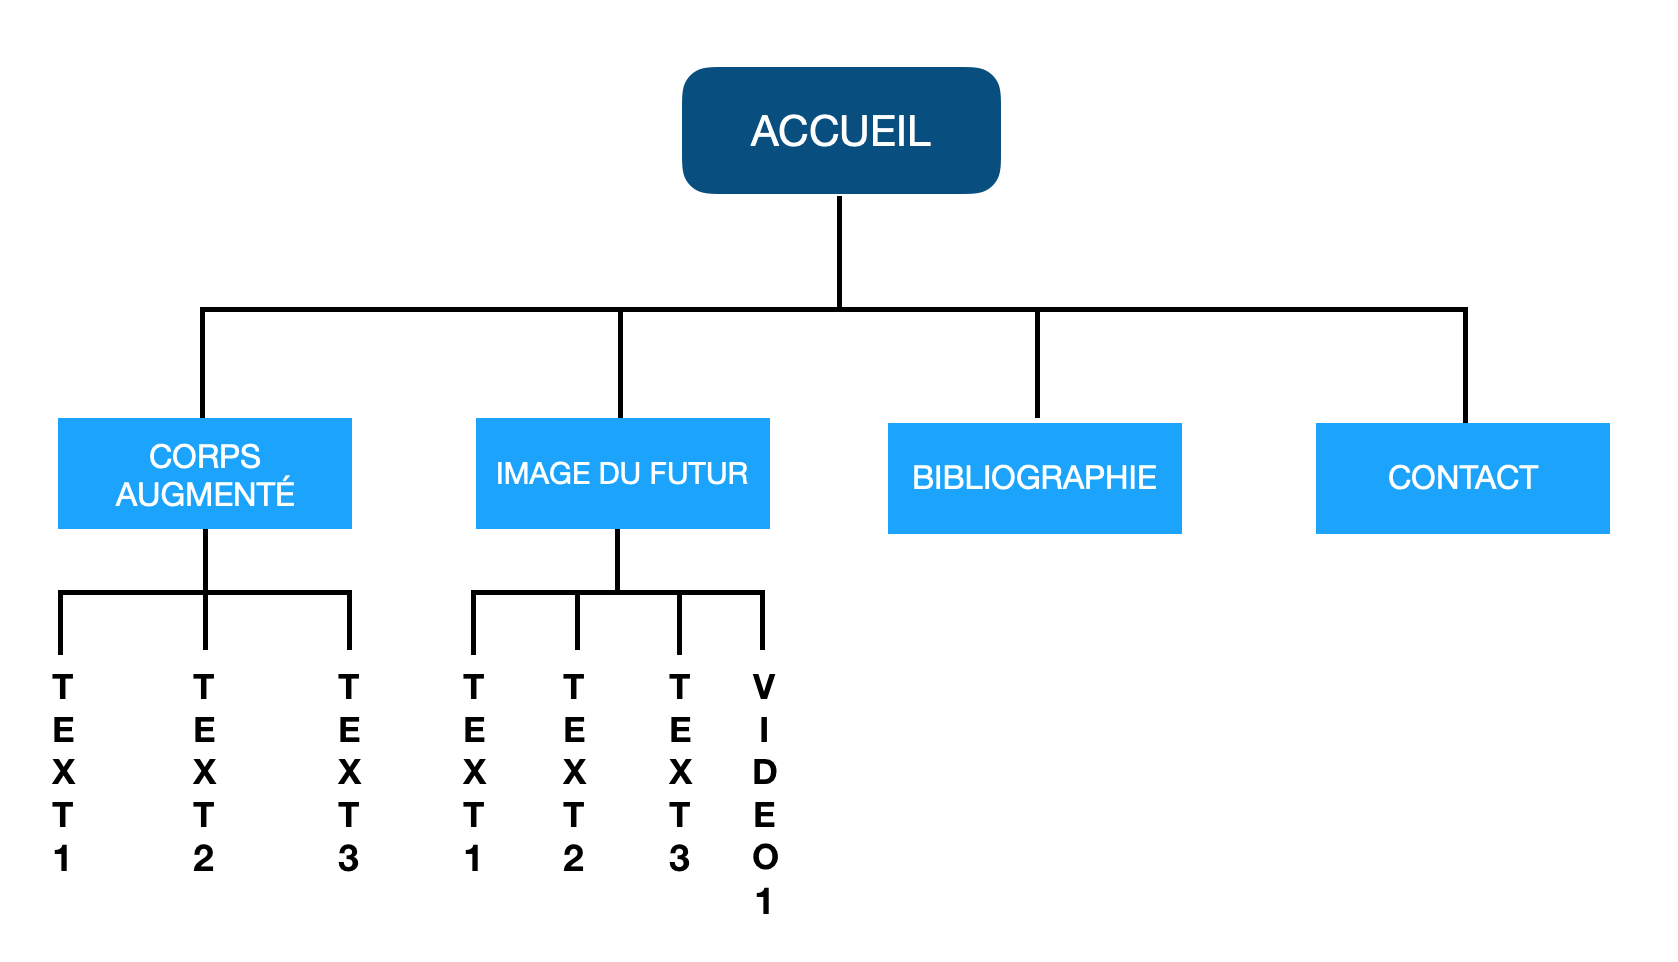 ACCUEIL
CORPS
AUGMENTÉ
IMAGE DU FUTUR
BIBLIOGRAPHIE
CONTACT
TEXT1
TEXT2
TEXT3
TEXT1
TEXT2
TEXT3
VIDEO1